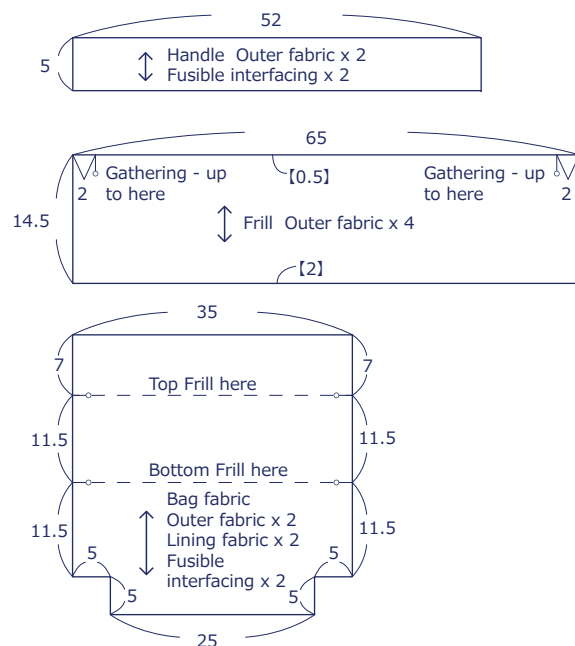 52
5
Handle Outer fabric x 2
Fusible interfacing x 2
65
Gathering - up
to here
2
【0.5】
Gathering - up
to here
2
14.5
Frill Outer fabric x 4
【2】
35
7
7
Top Frill here
11.5
11.5
Bottom Frill here
11.5
11.5
Bag fabric
Outer fabric x 2
Lining fabric x 2
Fusible
interfacing x 2
5
5
5
5
25